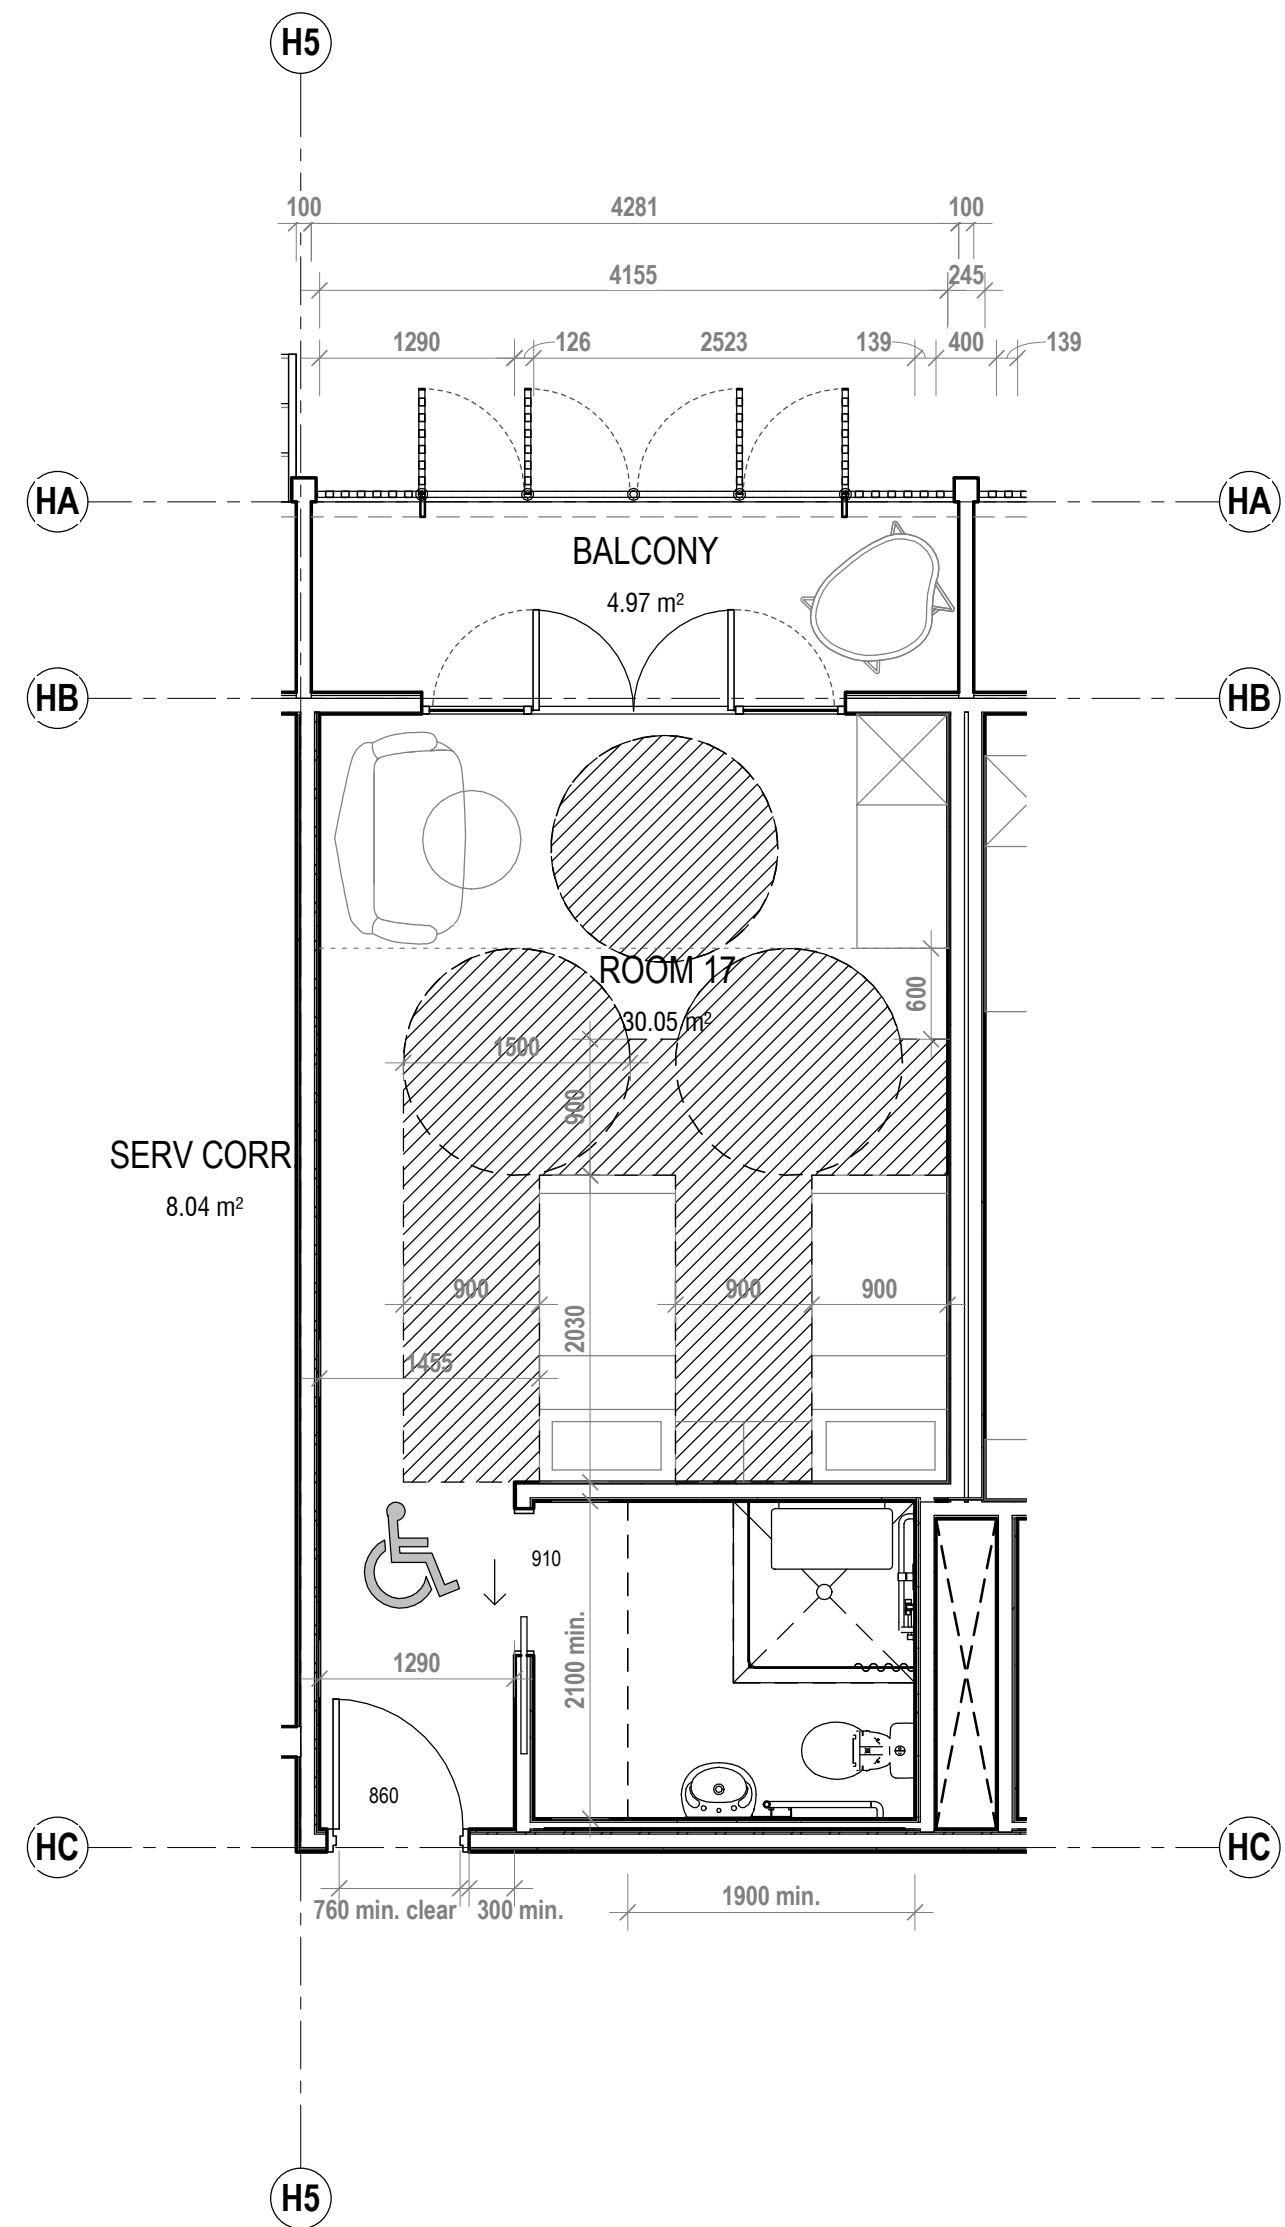 H5
100
4281
100
4155
245
1290
126
2523
139
400
139
HA
HA
BALCONY
4.97 m²
HB
HB
ROOM 17
600
30.05 m²
1500
900
SERV CORR
8.04 m²
900
900
900
2030
1455
910
2100 min.
1290
860
HC
HC
760 min. clear
300 min.
1900 min.
H5